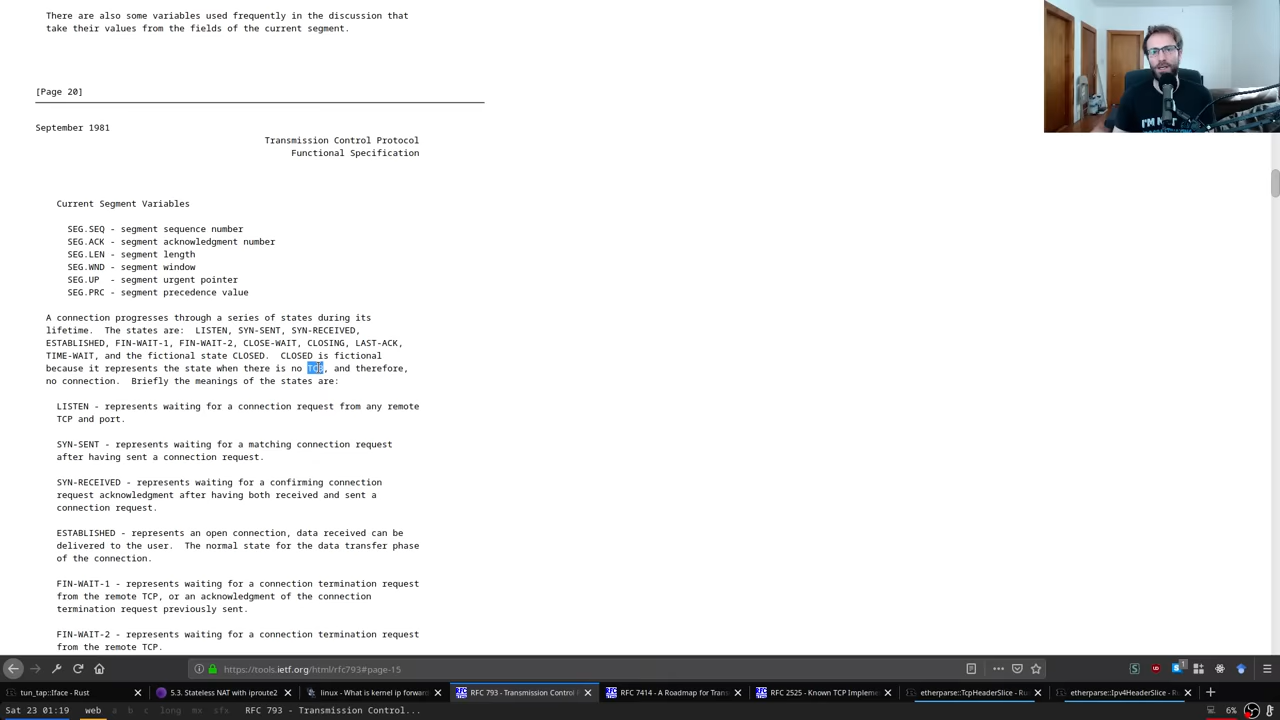 There are also some variables used frequently in the discussion that
take their values from the fields of the current segment.
[Page 20]
September 1981
Transmission Control Protocol
Functional Specification
Current Segment Variables
SEG.SEQ - segment sequence number
SEG.ACK - segment acknowledgment number
SEG.LEN - segment length
SEG.WND - segment window
SEG.UP  - segment urgent pointer
SEG.PRC - segment precedence value
A connection progresses through a series of states during its
lifetime.  The states are:  LISTEN, SYN-SENT, SYN-RECEIVED,
ESTABLISHED, FIN-WAIT-1, FIN-WAIT-2, CLOSE-WAIT, CLOSING, LAST-ACK,
TIME-WAIT, and the fictional state CLOSED.  CLOSED is fictional
because it represents the state when there is no TCB, and therefore,
no connection.  Briefly the meanings of the states are:
LISTEN - represents waiting for a connection request from any remote
TCP and port.
SYN-SENT - represents waiting for a matching connection request
after having sent a connection request.
SYN-RECEIVED - represents waiting for a confirming connection
request acknowledgment after having both received and sent a
connection request.
ESTABLISHED - represents an open connection, data received can be
delivered to the user.  The normal state for the data transfer phase
of the connection.
FIN-WAIT-1 - represents waiting for a connection termination request
from the remote TCP, or an acknowledgment of the connection
termination request previously sent.
FIN-WAIT-2 - represents waiting for a connection termination request
from the remote TCP.
https://tools.ietf.org/html/rfc793#page-15
tun_tap::Iface - Rust
5.3. Stateless NAT with iproute2
linux - What is kernel ip forward
RFC 793 - Transmission Control
RFC 7414 - A Roadmap for Trans
RFC 2525 - Known TCP Impleme
etherparse::TcpHeaderSlice - Ru
etherparse::Ipv4HeaderSlice - R
Sat 23 01:19 web a b c long mx sfx RFC 793 - Transmission Control... 6%
I'M NOT